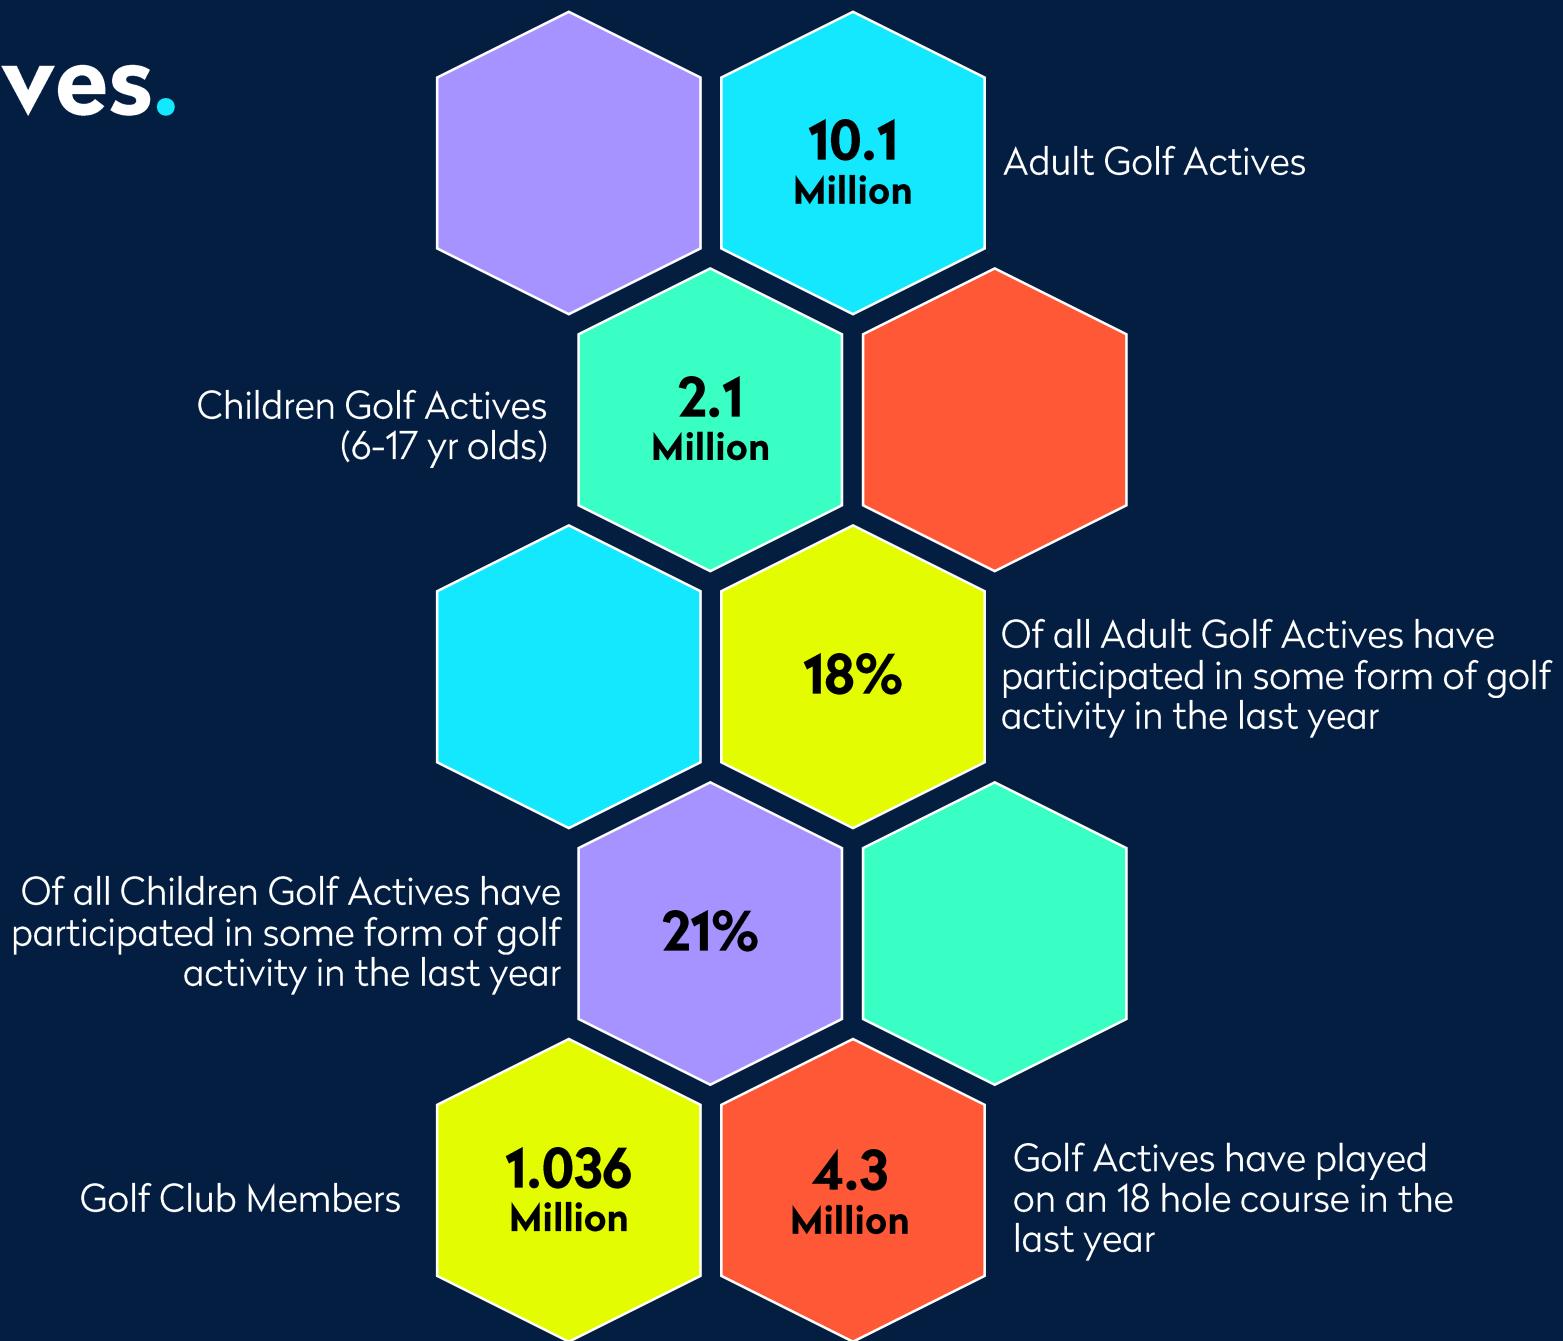 ves.
10.1
Million
Adult Golf Actives
Children Golf Actives
(6-17 yr olds)
2.1
Million
18%
Of all Adult Golf Actives have
participated in some form of golf
activity in the last year
Of all Children Golf Actives have
participated in some form of golf
activity in the last year
21%
Golf Club Members
1.036
Million
4.3
Million
Golf Actives have played
on an 18 hole course in the
last year